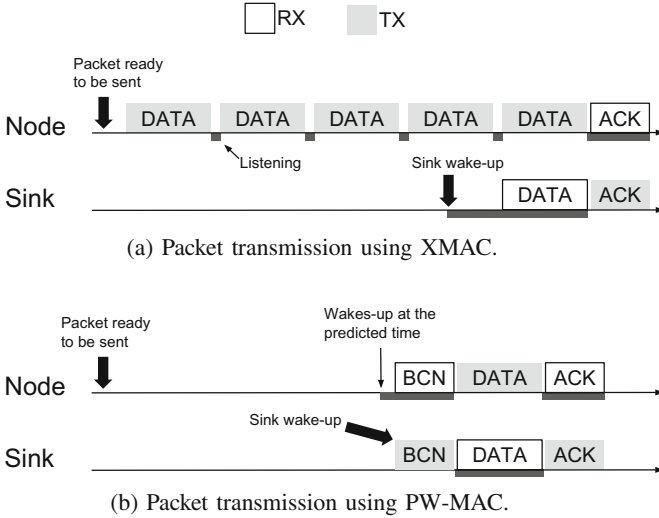 RX TX
Packet ready
to be sent
Node DATA DATA DATA DATA DATA ACK
Listening
Sink wake-up
Sink DATA ACK
(a) Packet transmission using XMAC.
Packet ready
to be sent
Wakes-up at the
predicted time
Node BCN DATA ACK
Sink wake-up
Sink BCN DATA ACK
(b) Packet transmission using PW-MAC.